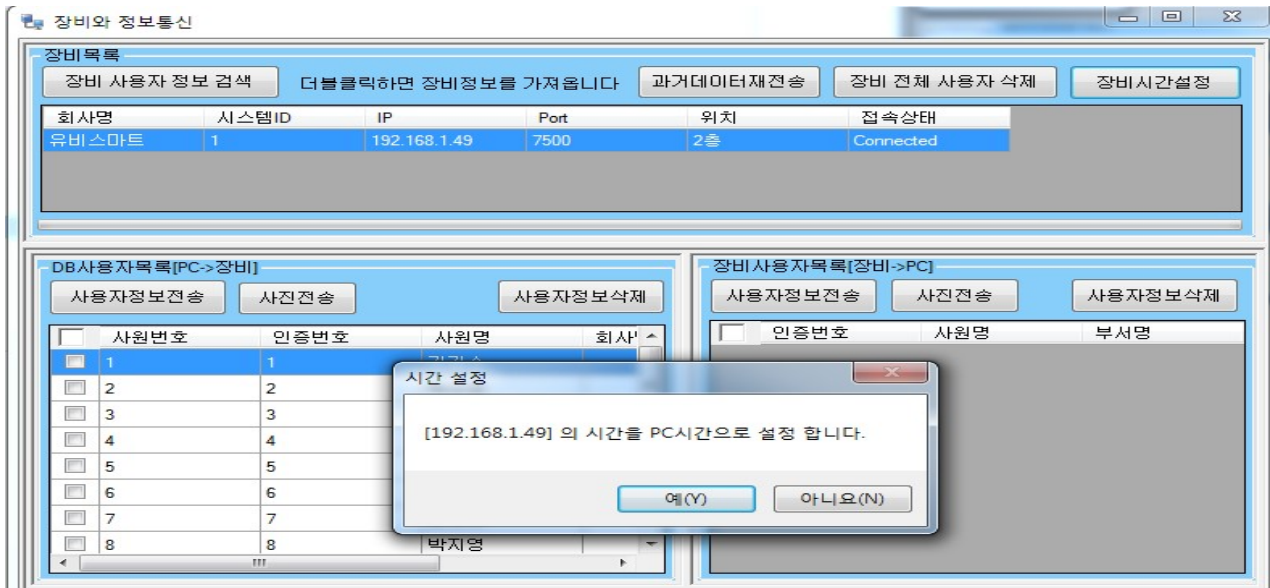 장비와 정보통신
장비목록
장비 사용자 정보 검색 더블클릭하면 장비정보를 가져옵니다 과거데이터재전송 장비 전체 사용자 삭제 장비시간설정
회사명 시스템ID IP Port 위치 접속상태
유비스마트 1 192.168.1.49 7500 2층 Connected
DB사용자목록[PC->장비]
사용자정보전송 사진전송 사용자정보삭제
사원번호 인증번호 사원명
1 1
2 2
3 3
4 4
5 5
6 6
7 7
8 8 박지영
장비사용자목록[장비->PC]
사용자정보전송 사진전송 사용자정보삭제
인증번호 사원명 부서명
시간 설정
[192.168.1.49] 의 시간을 PC시간으로 설정 합니다.
예(Y) 아니요(N)